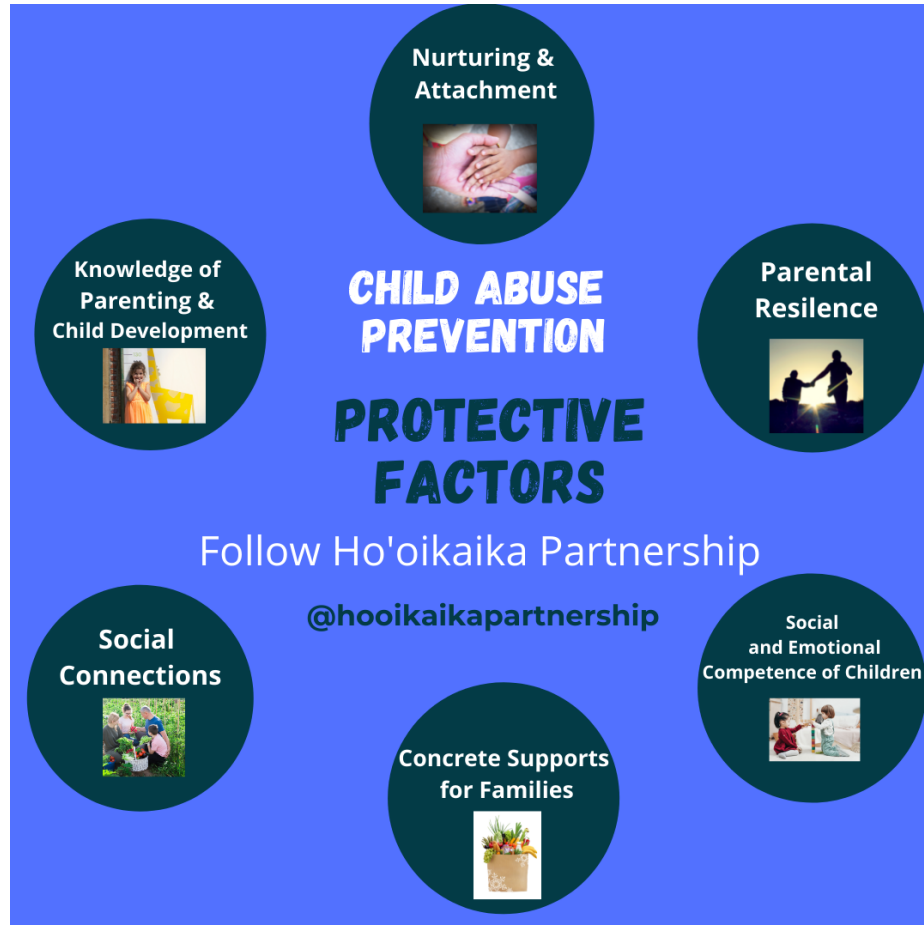 Nurturing &
Attachment
Knowledge of
Parenting &
Child Development
CHILD ABUSE
PREVENTION
Parental
Resilence
PROTECTIVE
FACTORS
Follow Ho'oikaika Partnership
@hooikaikapartnership
Social
Connections
Social
and Emotional
Competence of Children
Concrete Supports
for Families